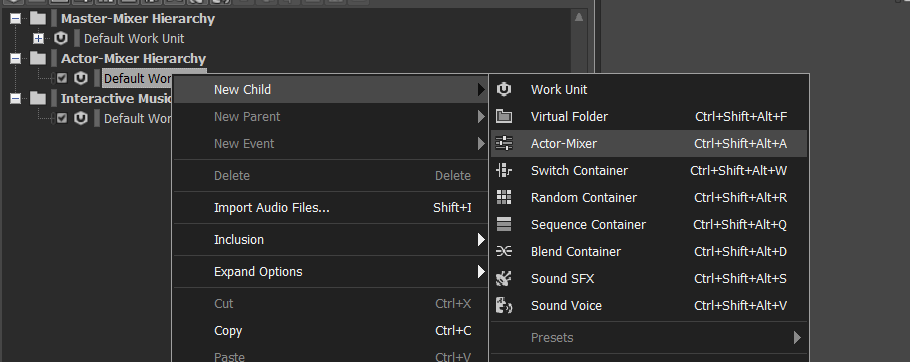 Master-Mixer Hierarchy
Default Work Unit
Actor-Mixer Hierarchy
Default Wor
Interactive Music
Default Wor
New Child
New Parent
New Event
Delete Delete
Import Audio Files... Shift+I
Inclusion
Expand Options
Cut Ctrl+X
Copy Ctrl+C
Paste Ctrl+V
Work Unit
Virtual Folder Ctrl+Shift+Alt+F
Actor-Mixer Ctrl+Shift+Alt+A
Switch Container Ctrl+Shift+Alt+W
Random Container Ctrl+Shift+Alt+R
Sequence Container Ctrl+Shift+Alt+Q
Blend Container Ctrl+Shift+Alt+D
Sound SFX Ctrl+Shift+Alt+S
Sound Voice Ctrl+Shift+Alt+V
Presets